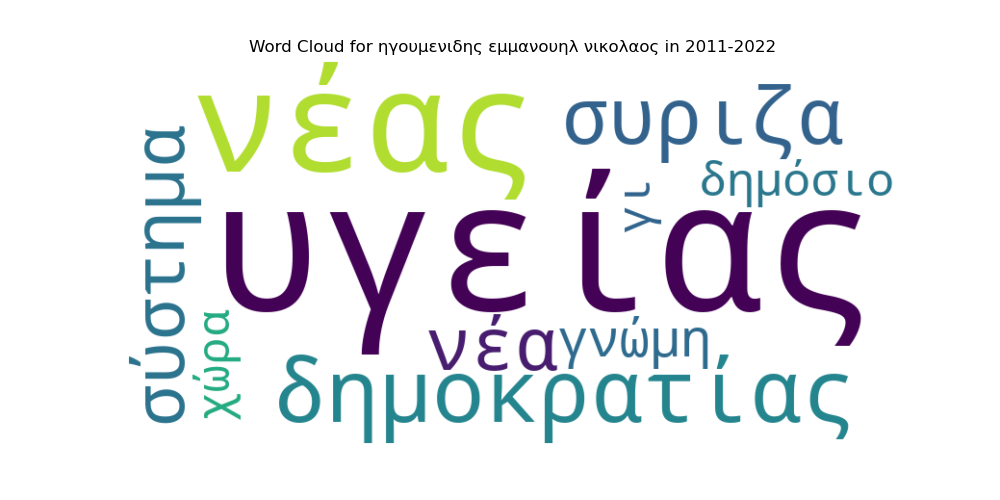 Word Cloud for ηγουμενιδης εμμανουηλ νικολαος in 2011-2022
νέας
συριζα
σύστημα
δημόσιο
γι
υγείας
χώρα
νέα
γνώμη
δημοκρατίας